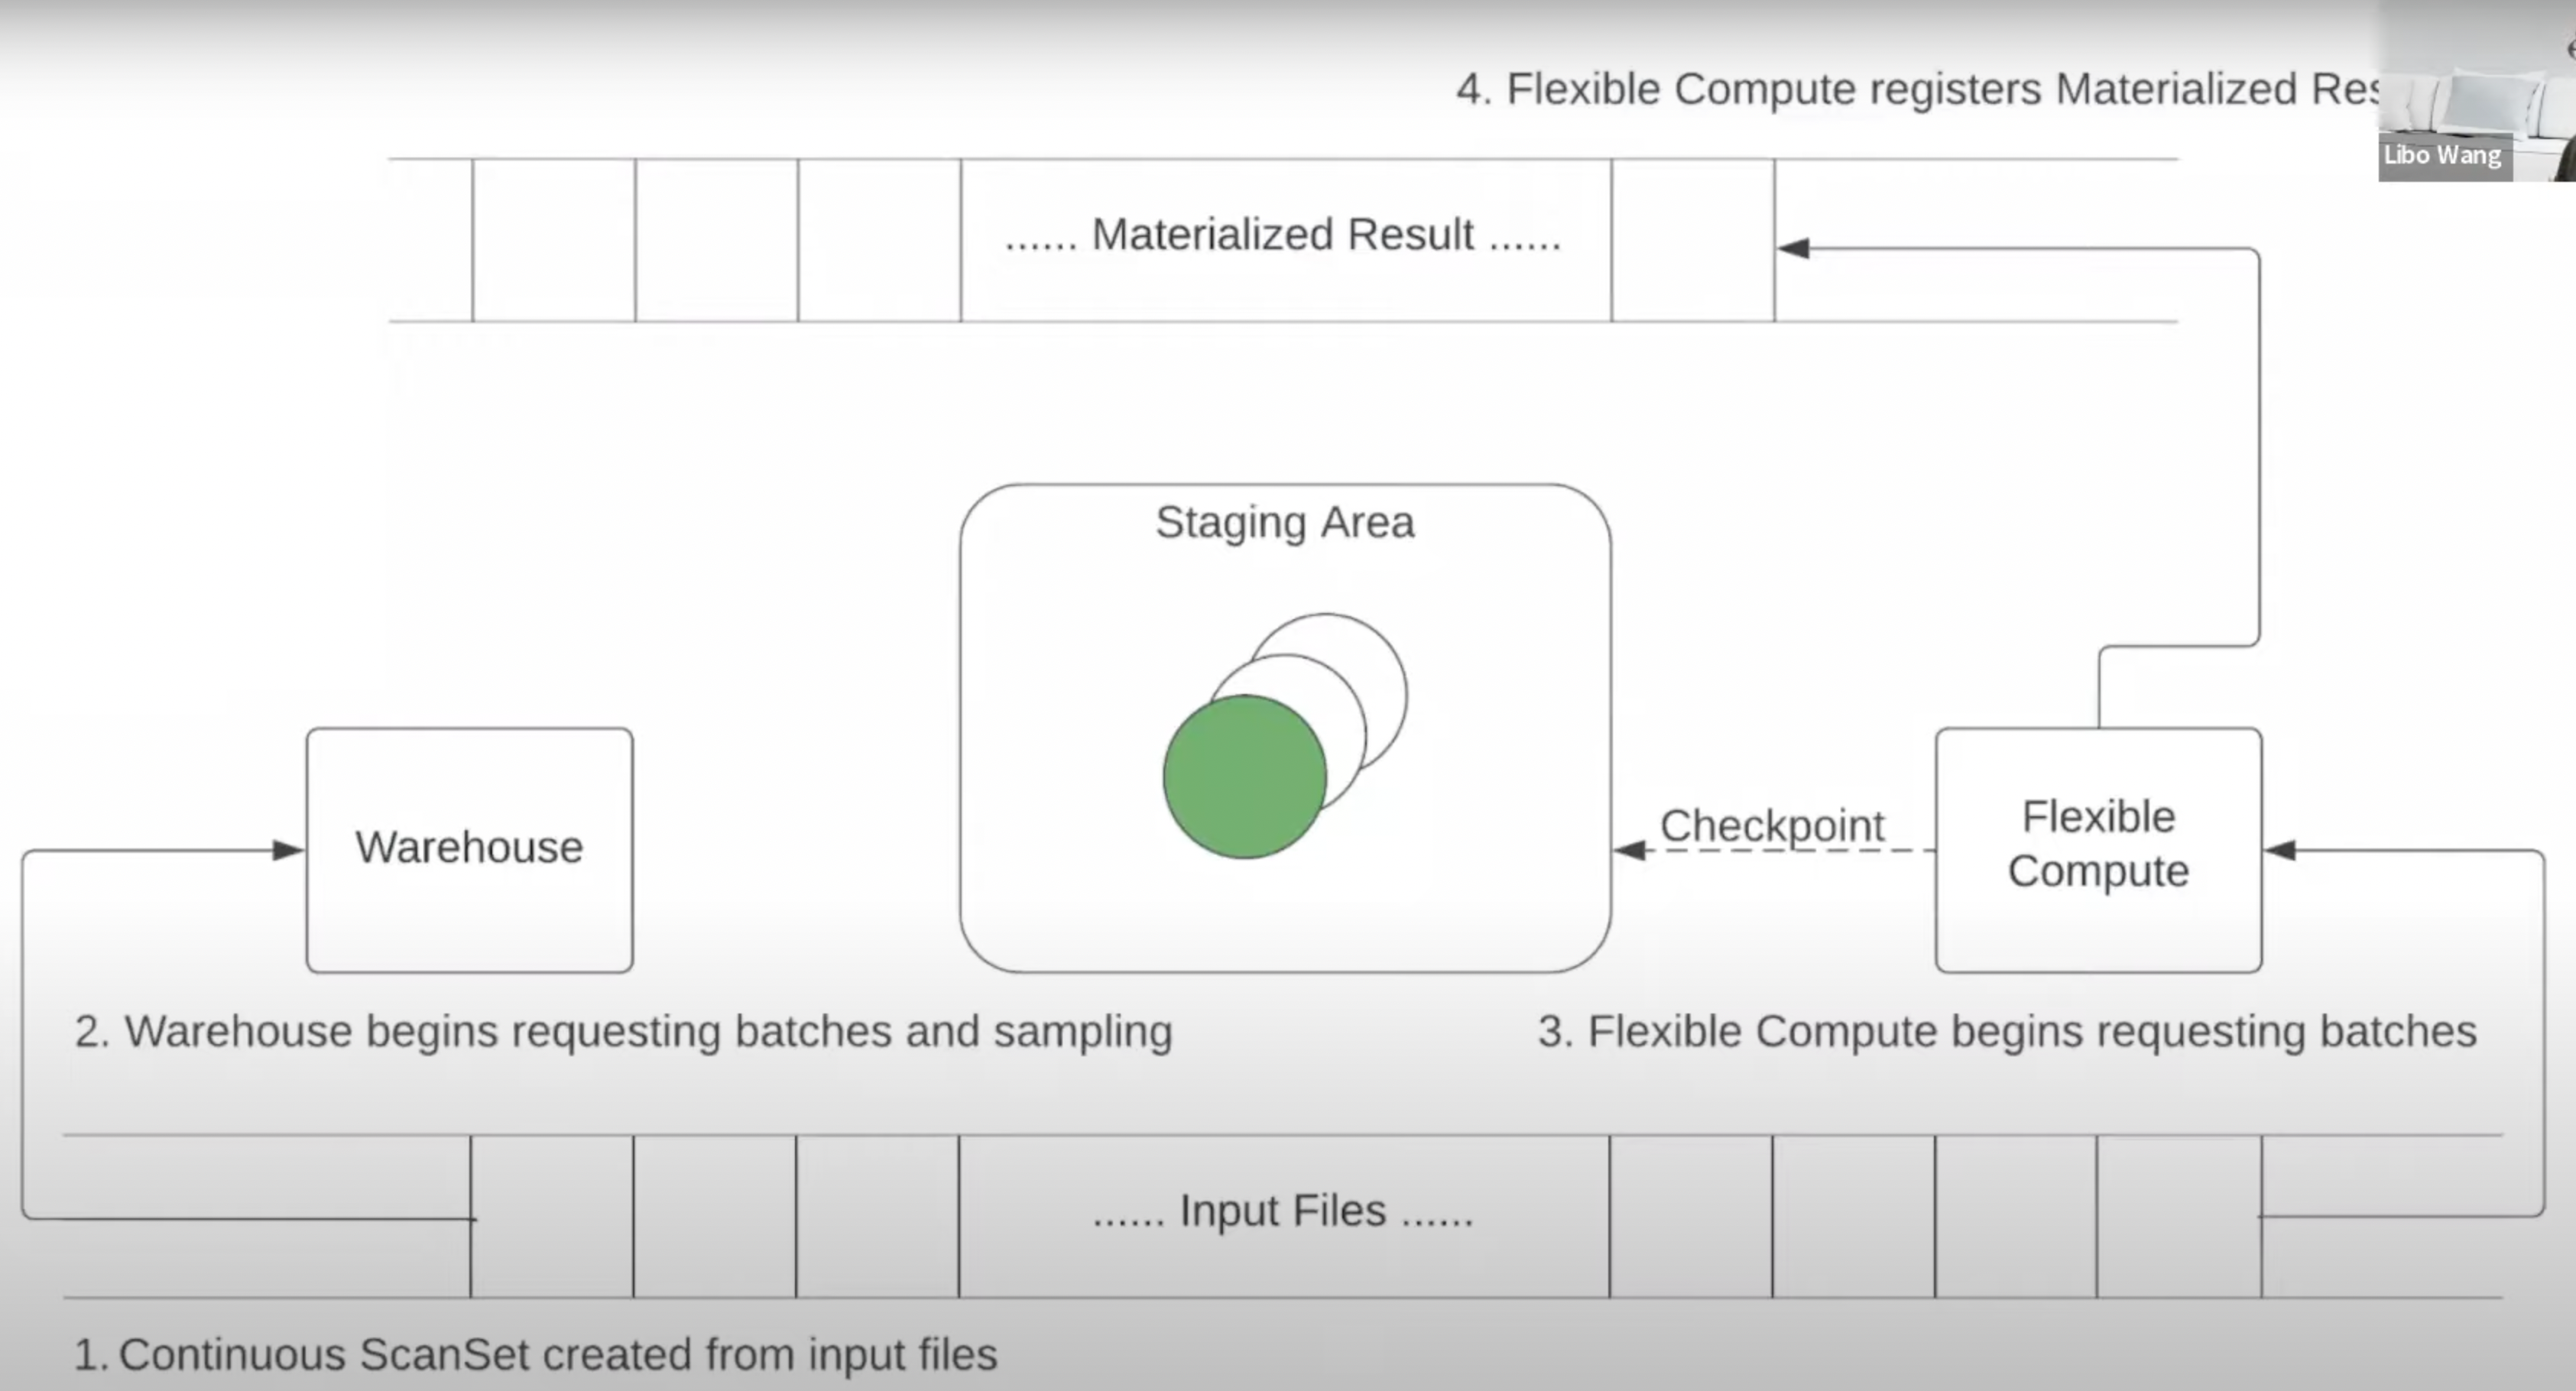 4. Flexible Compute registers Materialized
Libo Wang
...... Materialized Result ......
Staging Area
Warehouse
Checkpoint
Flexible
Compute
2. Warehouse begins requesting batches and sampling
3. Flexible Compute begins requesting batches
...... Input Files ......
1. Continuous ScanSet created from input files